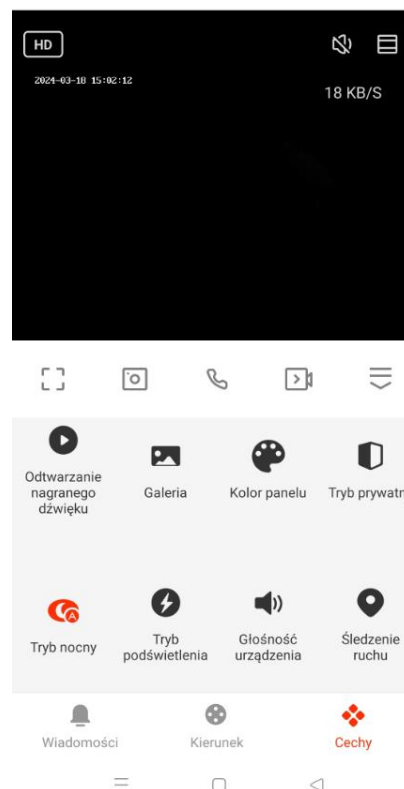 HD
2024-03-18 15:02:12
18 KB/S
Odtwarzanie
nagranego
dźwięku
Galeria
Kolor panelu
Tryb prywatn
Tryb nocny
Tryb
podświetlenia
Głośność
urządzenia
Śledzenie
ruchu
Wiadomości
Kierunek
Cechy